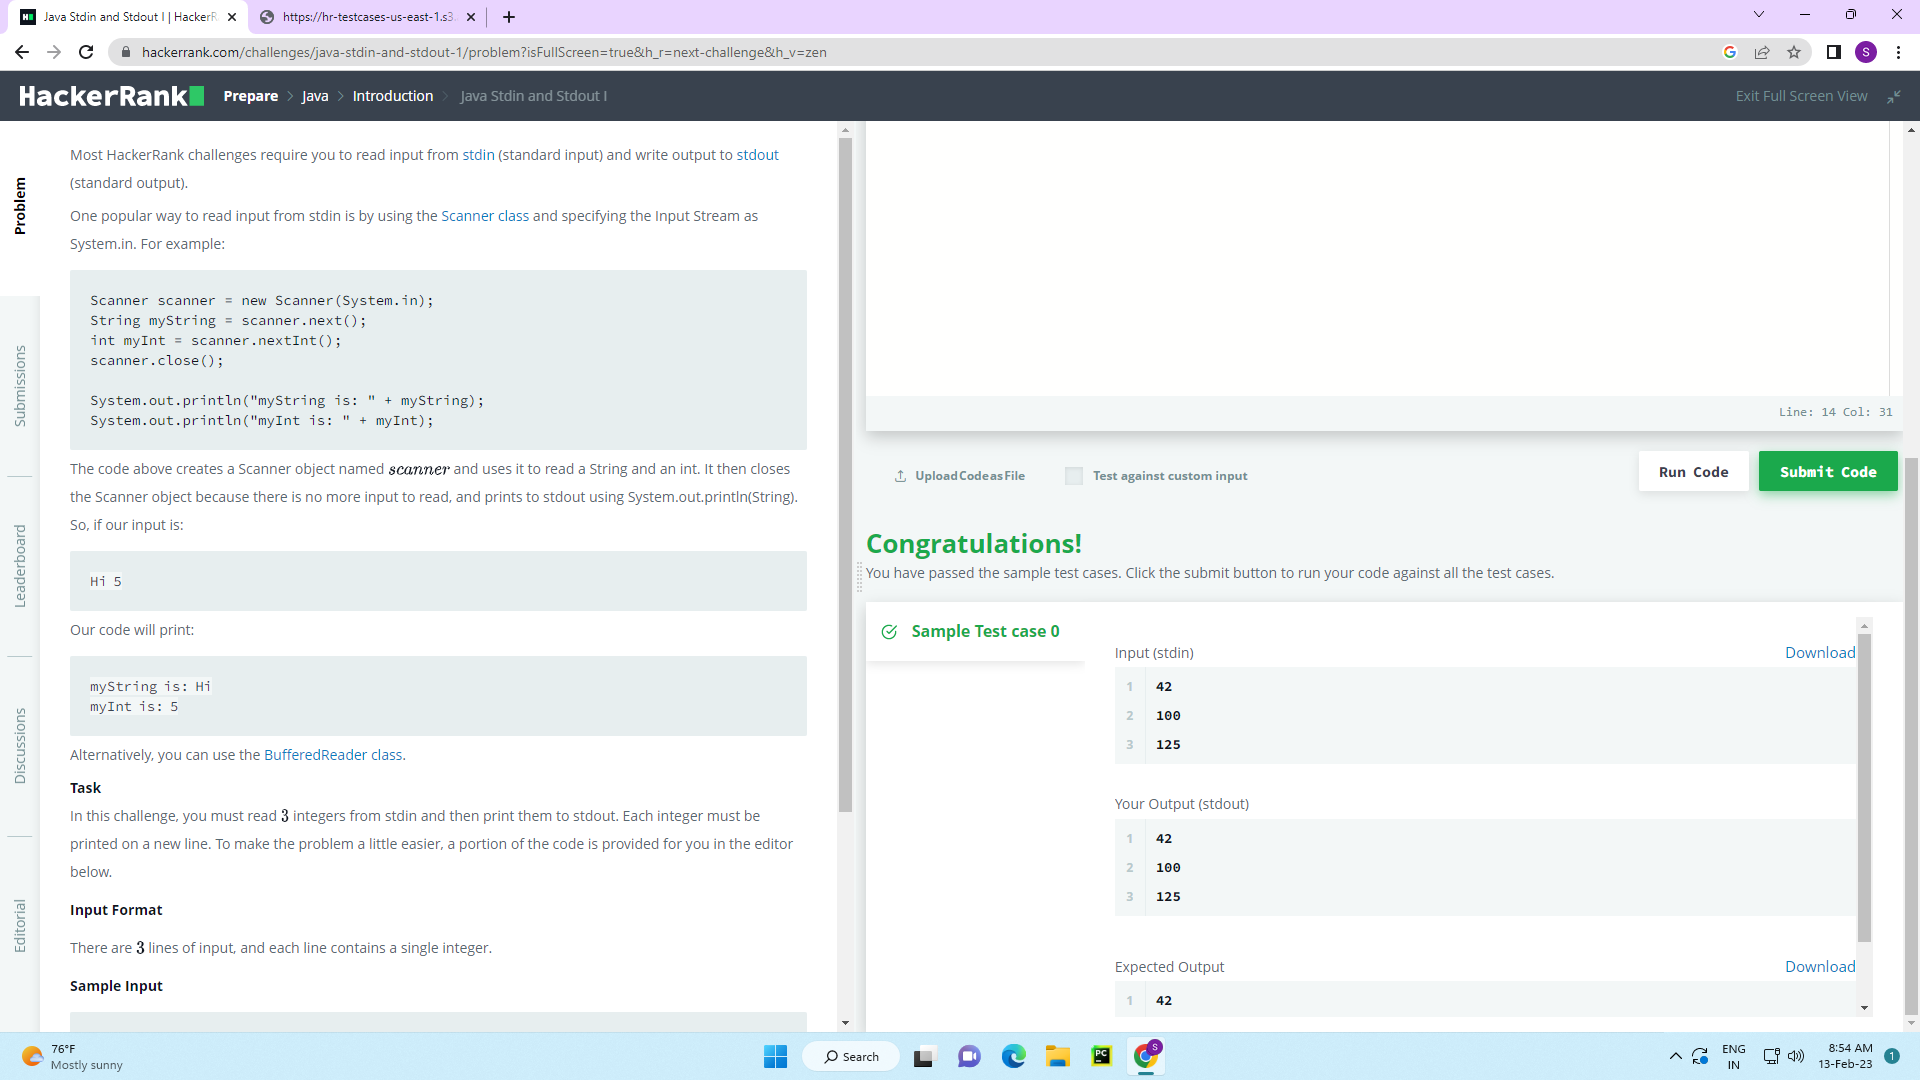 Java Stdin and Stdout I | HackerR
https://hr-testcases-us-east-1.s3.
hackerrank.com/challenges/java-stdin-and-stdout-1/problem?isFullScreen=true&h_r=next-challenge&h_v=zen
S
HackerRank
Prepare > Java > Introduction > Java Stdin and Stdout I
Exit Full Screen View
Problem
Submissions
Leaderboard
Discussions
Editorial
Most HackerRank challenges require you to read input from stdin (standard input) and write output to stdout
(standard output).
One popular way to read input from stdin is by using the Scanner class and specifying the Input Stream as
System.in. For example:
Scanner scanner = new Scanner(System.in);
String myString = scanner.next();
int myInt = scanner.nextInt();
scanner.close();
System.out.println("myString is: " + myString);
System.out.println("myInt is: " + myInt);
The code above creates a Scanner object named scanner and uses it to read a String and an int. It then closes
the Scanner object because there is no more input to read, and prints to stdout using System.out.println(String).
So, if our input is:
Hi 5
Our code will print:
myString is: Hi
myInt is: 5
Alternatively, you can use the BufferedReader class.
Task
In this challenge, you must read 3 integers from stdin and then print them to stdout. Each integer must be
printed on a new line. To make the problem a little easier, a portion of the code is provided for you in the editor
below.
Input Format
There are 3 lines of input, and each line contains a single integer.
Sample Input
Line: 14 Col: 31
Upload Code as File
Test against custom input
Run Code
Submit Code
Congratulations!
You have passed the sample test cases. Click the submit button to run your code against all the test cases.
Sample Test case 0
Input (stdin)
Download
1 42
2 100
3 125
Your Output (stdout)
1 42
2 100
3 125
Expected Output
Download
1 42
76°F
Mostly sunny
Search
PC
S
ENG
IN
8:54 AM
13-Feb-23
1